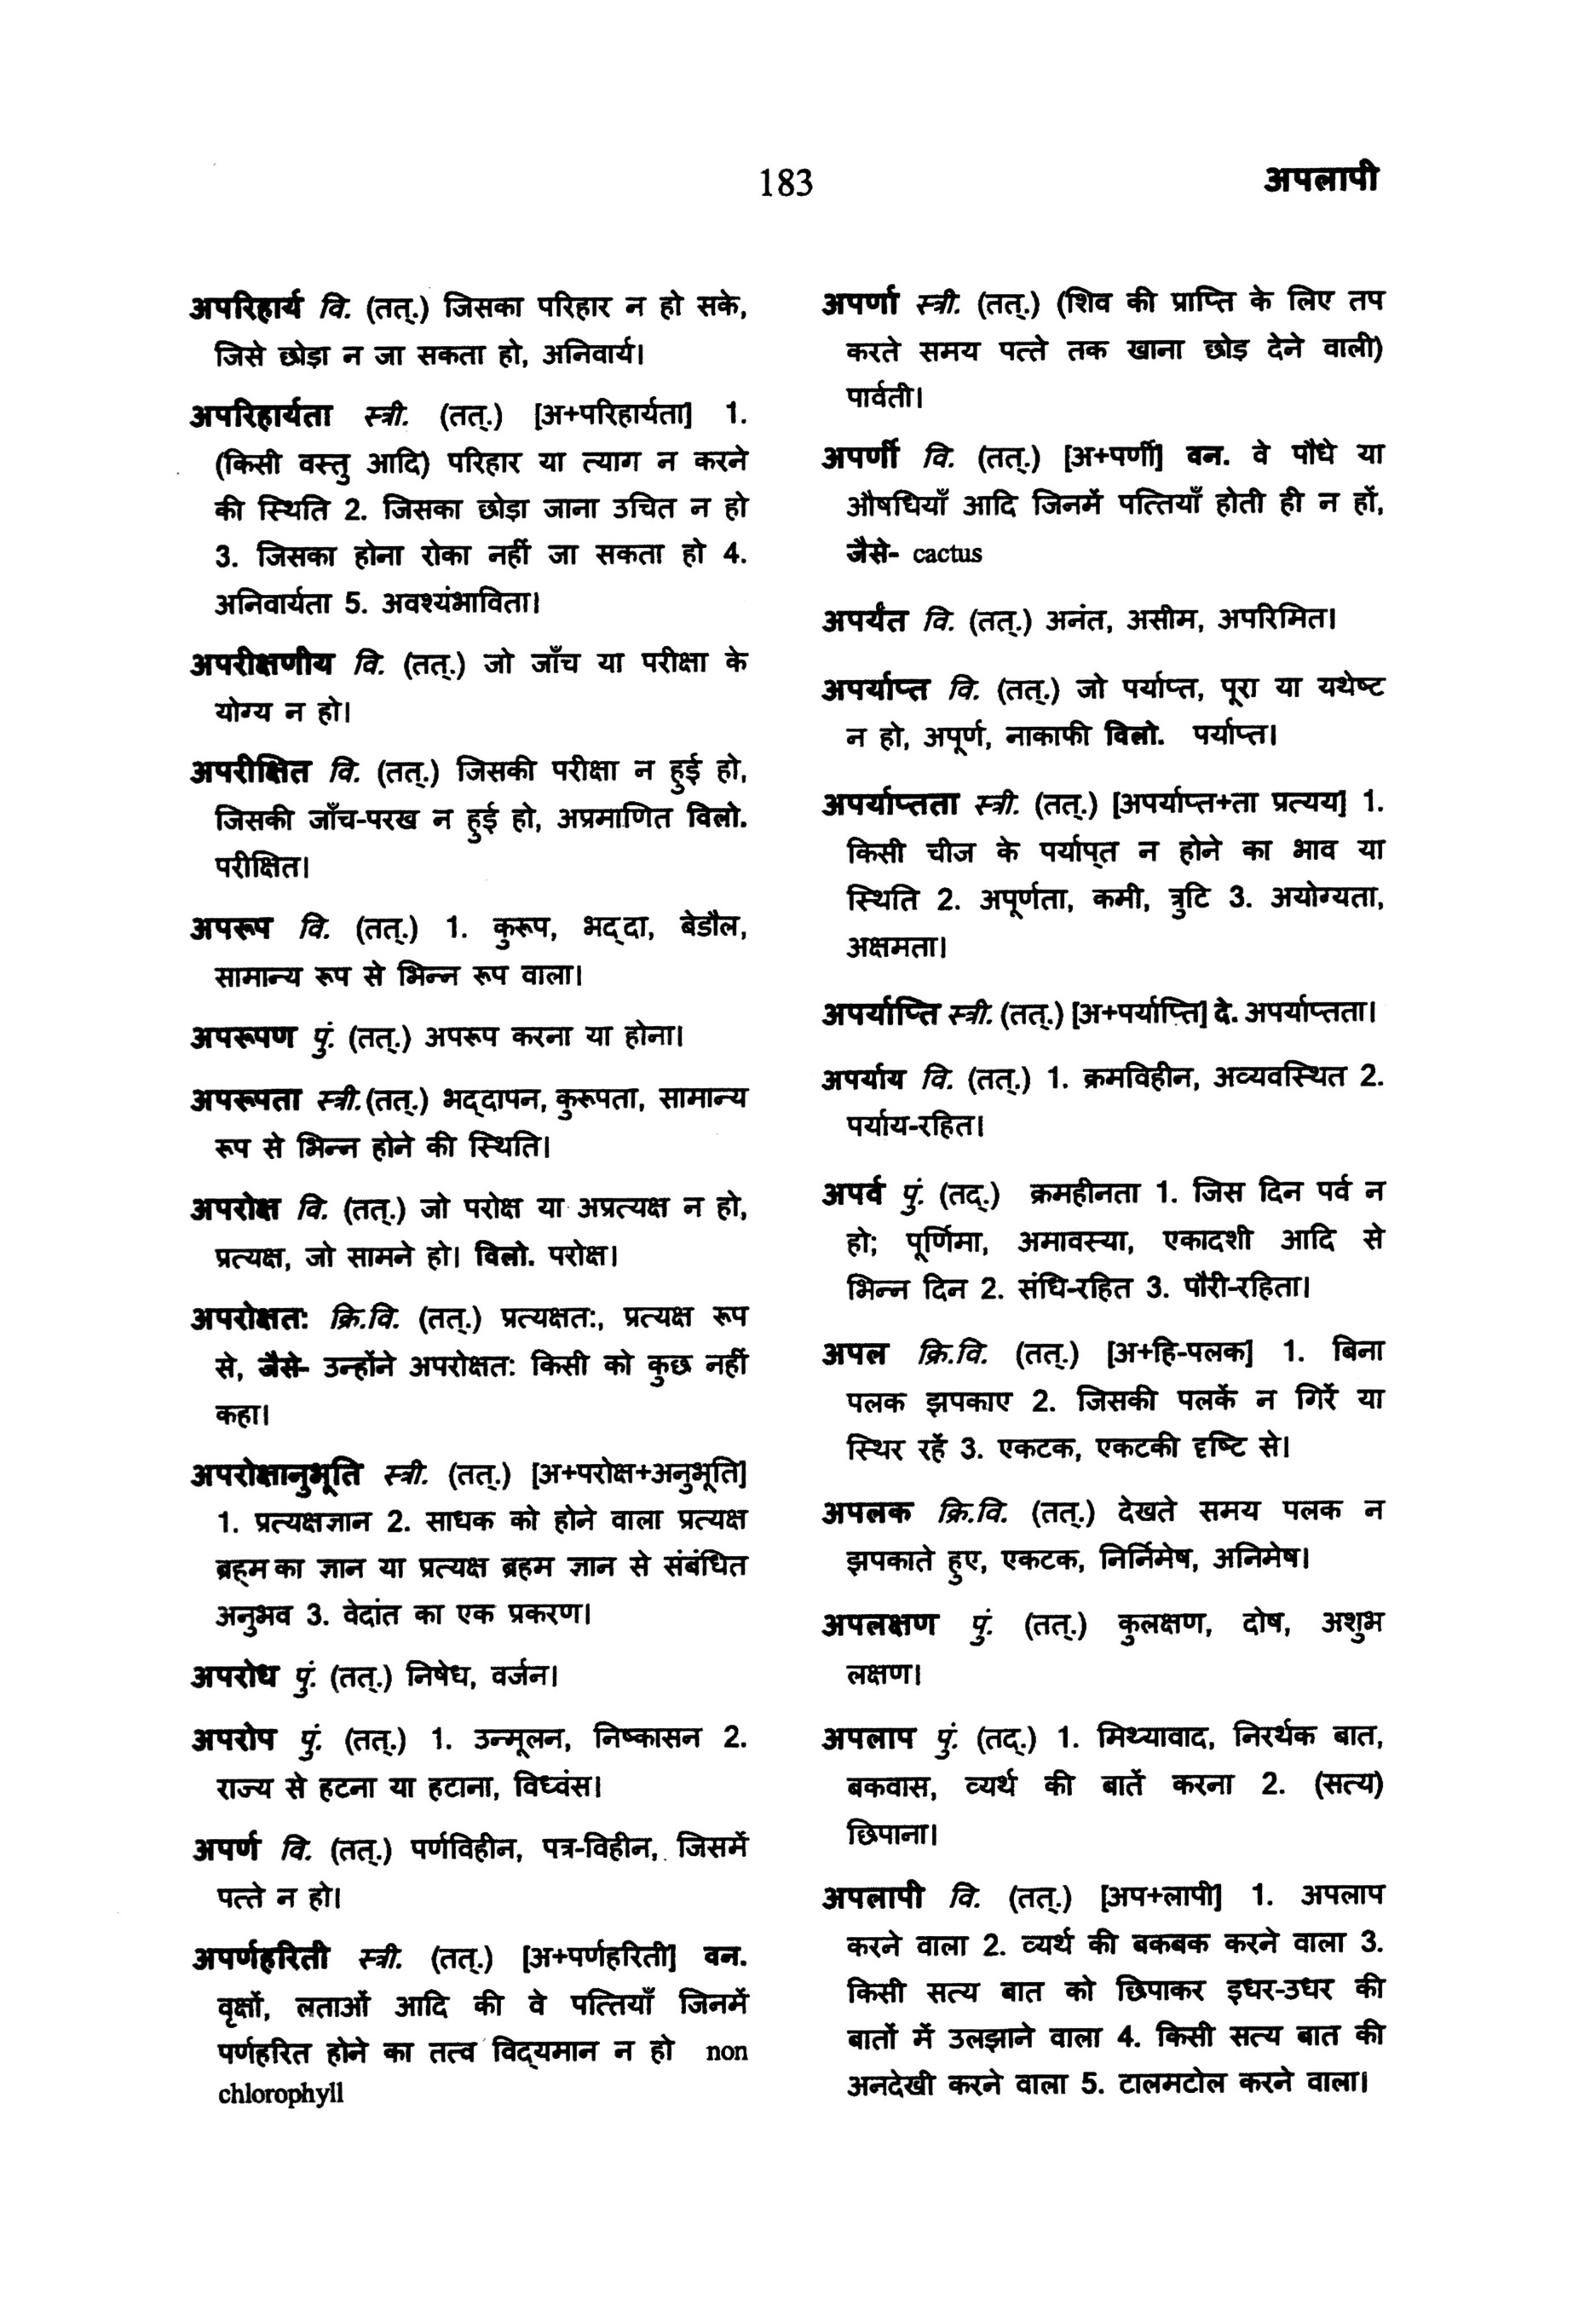 183
अपलापी
अपरिहार्य वि. (तत्.) जिसका परिहार न हो सके,
जिसे छोड़ा न जा सकता हो, अनिवार्य।
अपरिहार्यता स्त्री. (तत्.) [अ+परिहार्यता] 1.
(किसी वस्तु आदि) परिहार या त्याग न करने
की स्थिति 2. जिसका छोड़ा जाना उचित न हो
3. जिसका होना रोका नहीं जा सकता हो 4.
अनिवार्यता 5. अवश्यंभाविता।
अपरीक्षणीय वि. (तत्.) जो जाँच या परीक्षा के
योग्य न हो।
अपरीक्षित वि. (तत्.) जिसकी परीक्षा न हुई हो,
जिसकी जाँच-परख न हुई हो, अप्रमाणित विलो.
परीक्षित।
अपरूप वि. (तत्.) 1. कुरूप, भद्‌दा, बेडौल,
सामान्य रूप से भिन्न रूप वाला।
अपरूपण पुं. (तत्.) अपरूप करना या होना।
अपरूपता स्त्री.(तत्.) भद्‌दापन, कुरूपता, सामान्य
रूप से भिन्न होने की स्थिति।
अपरोक्ष वि. (तत्.) जो परोक्ष या अप्रत्यक्ष न हो,
प्रत्यक्ष, जो सामने हो। विलो. परोक्ष।
अपरोक्षत: क्रि.वि. (तत्.) प्रत्यक्षत:, प्रत्यक्ष रूप
से, जैसे- उन्होंने अपरोक्षत: किसी को कुछ नहीं
कहा।
अपरोक्षानुभूति स्त्री. (तत्.) [अ+परोक्ष+अनुभूति]
1. प्रत्यक्षज्ञान 2. साधक को होने वाला प्रत्यक्ष
ब्रह्‌म का ज्ञान या प्रत्यक्ष ब्रहम ज्ञान से संबंधित
अनुभव 3. वेदांत का एक प्रकरण।
अपरोध पुं. (तत्.) निषेध, वर्जन।
अपरोप पुं. (तत्.) 1. उन्मूलन, निष्कासन 2.
राज्य से हटना या हटाना, विध्वंस।
अपर्ण वि. (तत्.) पर्णविहीन, पत्र-विहीन, जिसमें
पत्ते न हो।
अपर्णहरिती स्त्री. (तत्.) [अ+पर्णहरिती] वन.
वृक्षों, लताओं आदि की वे पत्तियाँ जिनमें
पर्णहरित होने का तत्व विद्‌यमान न हो non
chlorophyll
अपर्णा स्त्री. (तत्.) (शिव की प्राप्ति के लिए तप
करते समय पत्ते तक खाना छोड़ देने वाली)
पार्वती।
अपर्णी वि. (तत्.) [अ+पर्णी] वन. वे पौधे या
औषधियाँ आदि जिनमें पत्तियाँ होती ही न हों,
जैसे- cactus
अपर्यंत वि. (तत्.) अनंत, असीम, अपरिमित।
अपर्याप्त वि. (तत्.) जो पर्याप्त, पूरा या यथेष्ट
न हो, अपूर्ण, नाकाफी विलो. पर्याप्त।
अपर्याप्तता स्त्री. (तत्.) [अपर्याप्त+ता प्रत्यय] 1.
किसी चीज के पर्याप्‌त न होने का भाव या
स्थिति 2. अपूर्णता, कमी, त्रुटि 3. अयोग्यता,
अक्षमता।
अपर्याप्ति स्त्री. (तत्.) [अ+पर्याप्ति] दे. अपर्याप्तता।
अपर्याय वि. (तत्.) 1. क्रमविहीन, अव्यवस्थित 2.
पर्याय-रहित।
अपर्व पुं. (तद्.) क्रमहीनता 1. जिस दिन पर्व न
हो; पूर्णिमा, अमावस्या, एकादशी आदि से
भिन्न दिन 2. संधि-रहित 3. पौरी-रहिता।
अपल क्रि.वि. (तत्.) [अ+हि-पलक] 1. बिना
पलक झपकाए 2. जिसकी पलकें न गिरें या
स्थिर रहें 3. एकटक, एकटकी दृष्टि से।
अपलक क्रि.वि. (तत्.) देखते समय पलक न
झपकाते हुए, एकटक, निर्निमेष, अनिमेष।
अपलक्षण पुं. (तत्.) कुलक्षण, दोष, अशुभ
लक्षण।
अपलाप पुं. (तद्.) 1. मिथ्यावाद, निरर्थक बात,
बकवास, व्यर्थ की बातें करना 2. (सत्य)
छिपाना।
अपलापी वि. (तत्.) [अप+लापी] 1. अपलाप
करने वाला 2. व्यर्थ की बकबक करने वाला 3.
किसी सत्य बात को छिपाकर इधर-उधर की
बातों में उलझाने वाला 4. किसी सत्य बात की
अनदेखी करने वाला 5. टालमटोल करने वाला।